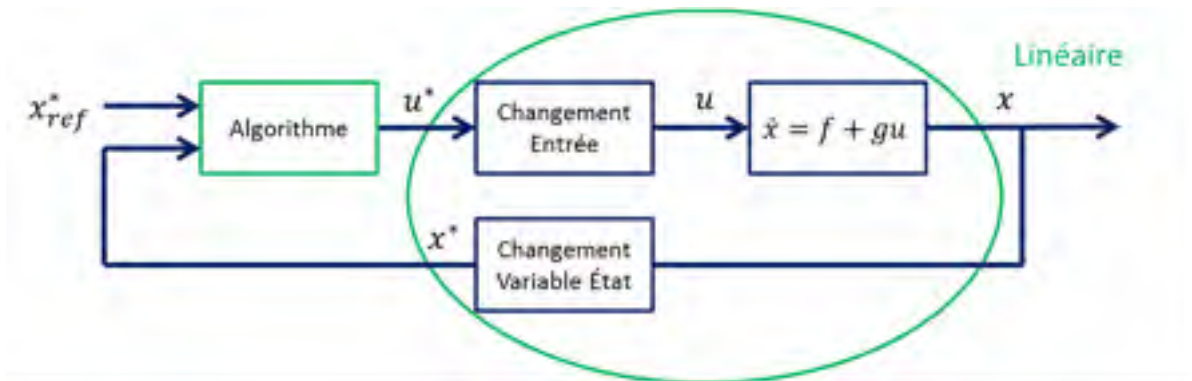 Linéaire
x*ref
Algorithme
u*
Changement
Entrée
u
ẋ = f + gu
x
x*
Changement
Variable État